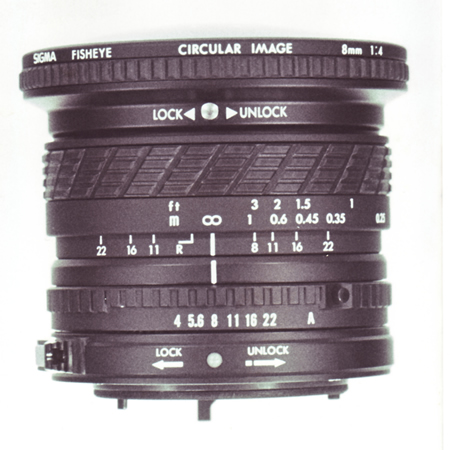 SIGMA FISHEYE CIRCULAR IMAGE 8mm 1:4
LOCK◀ ▶UNLOCK
ft 3 2 1.5 1
m ∞ 1 0.6 0.45 0.35 0.25
22 16 11 R 8 11 16 22
4 5.6 8 11 16 22 A
LOCK UNLOCK